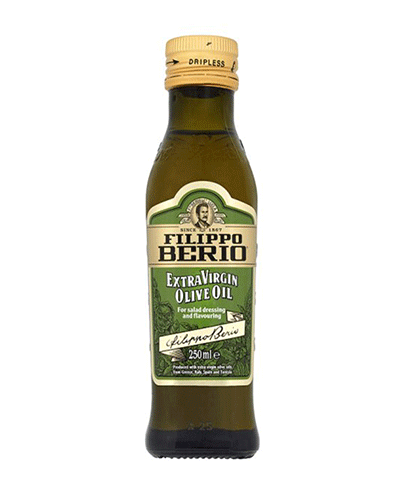 DRIPLESS
SINCE 1867
FILIPPO
BERIO
EXTRA VIRGIN
OLIVE OIL
For salad dressing
and flavouring
Filippo Berio
250ml e
Produced with extra virgin olive oils
from Greece, Italy, Spain and Tunisia